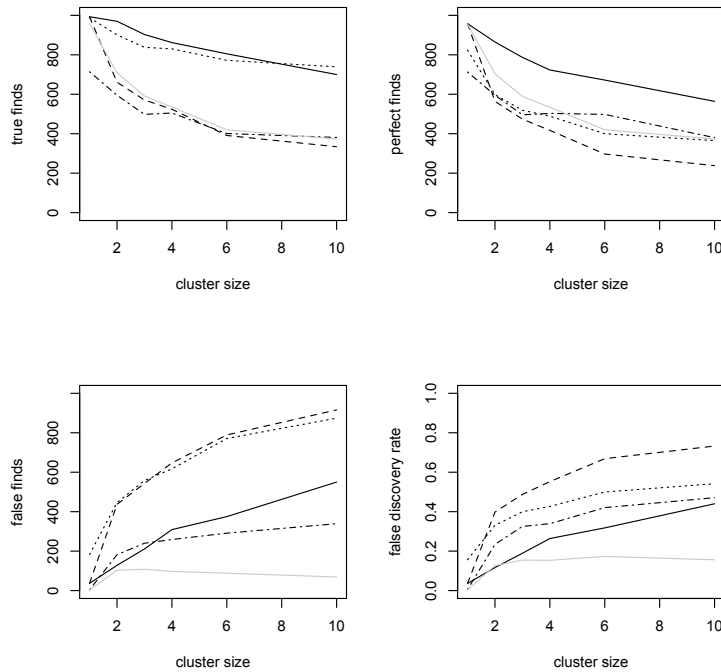 true finds
0 200 400 600 800
2 4 6 8 10
cluster size
perfect finds
0 200 400 600 800
2 4 6 8 10
cluster size
false finds
0 200 400 600 800
2 4 6 8 10
cluster size
false discovery rate
0.0 0.2 0.4 0.6 0.8 1.0
2 4 6 8 10
cluster size